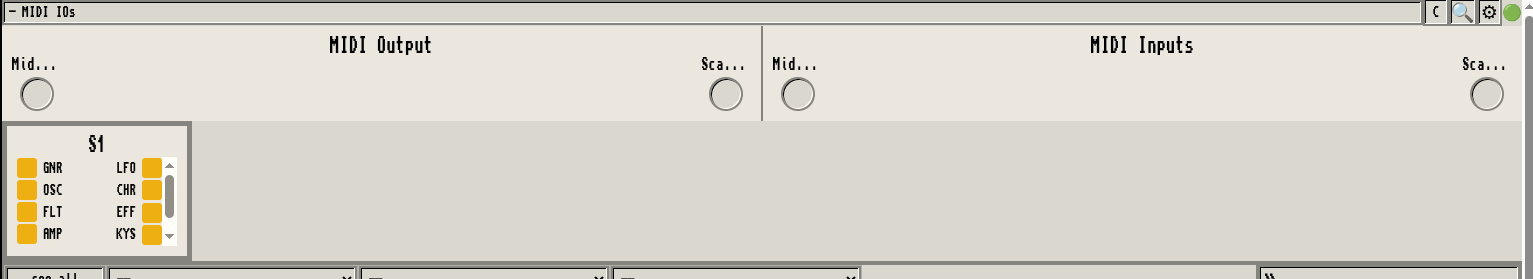 — MIDI IOs
C
MIDI Output
MIDI Inputs
Mid...
Sca...
Mid...
Sca...
S1
GNR LFO
OSC CHR
FLT EFF
AMP KYS